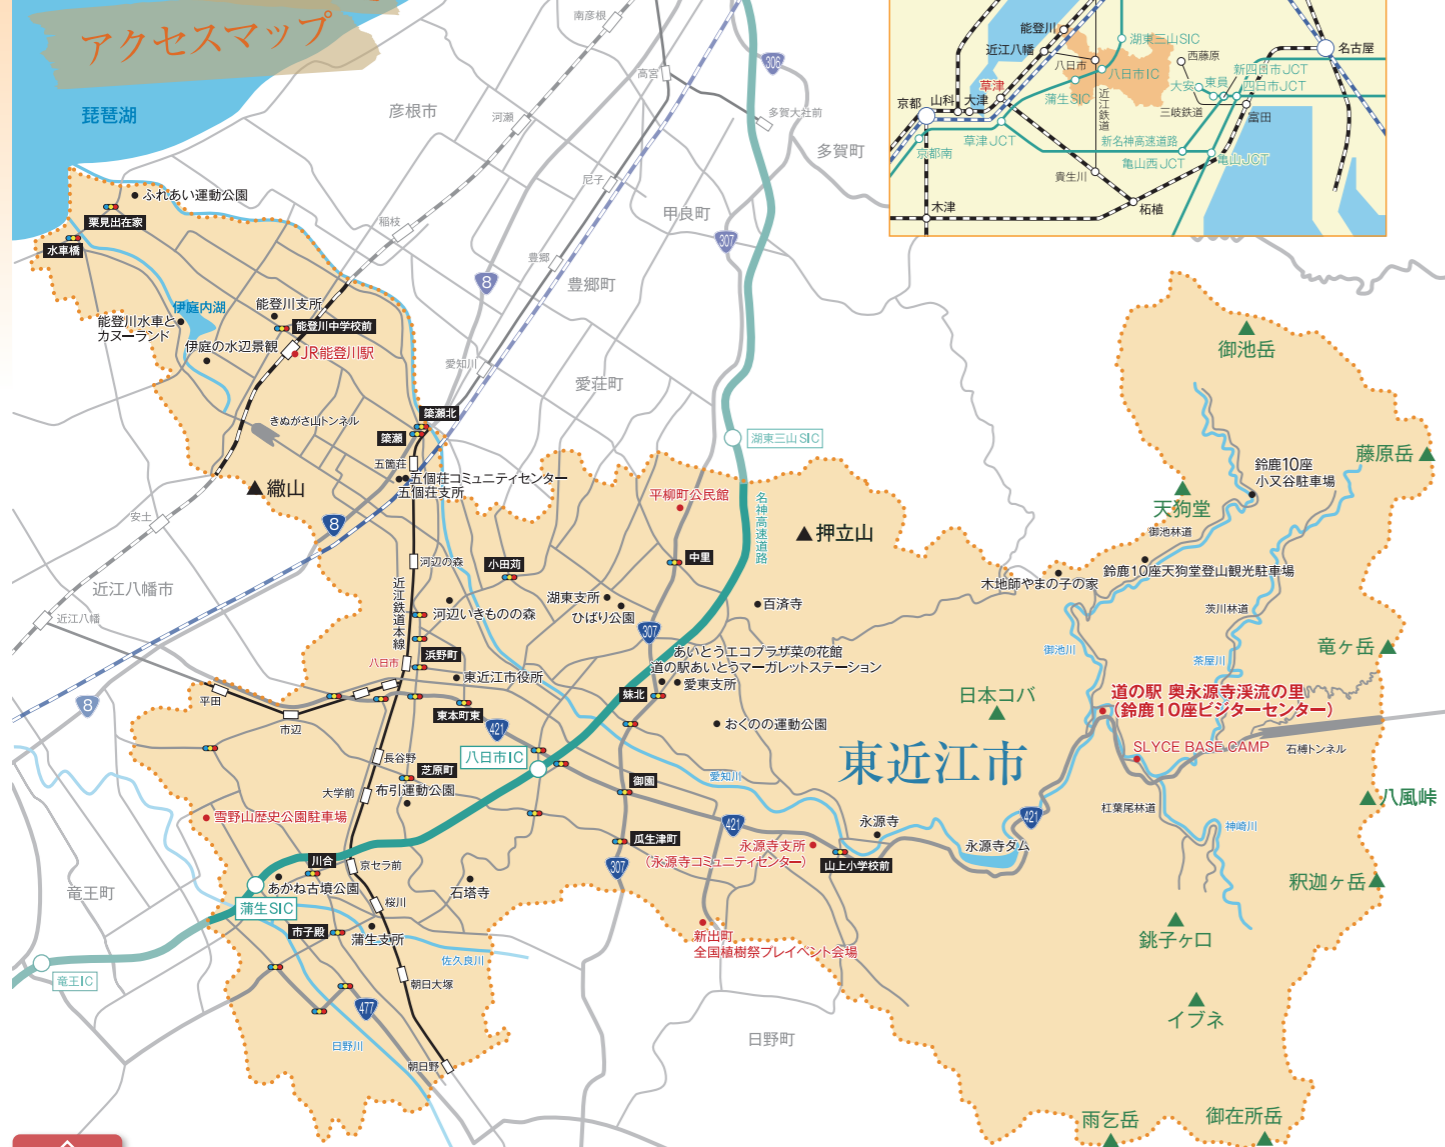 アクセスマップ
琵琶湖
南彦根
彦根市
高宮
306
河瀬
多賀大社前
多賀町
尼子
甲良町
稲枝
307
豊郷
8
豊郷町
愛知川
愛荘町
能登川
近江八幡
八日市
湖東三山SIC
八日市IC
西藤原
名古屋
新四日市JCT
大安
東員
四日市JCT
京都
山科
大津
草津
蒲生SIC
近江鉄道
三岐鉄道
富田
京都南
草津JCT
新名神高速道路
亀山西JCT
亀山JCT
貴生川
木津
柘植
ふれあい運動公園
栗見出在家
水車橋
伊庭内湖
能登川支所
能登川水車と
カヌーランド
能登川中学校前
伊庭の水辺景観
JR能登川駅
きぬがさ山トンネル
簗瀬北
簗瀬
五箇荘
五個荘コミュニティセンター
五個荘支所
繖山
安土
8
近江八幡市
近江八幡
8
湖東三山SIC
平柳町公民館
名神高速道路
押立山
中里
河辺の森
小田苅
近江鉄道本線
河辺いきものの森
湖東支所
ひばり公園
百済寺
307
浜野町
八日市
東近江市役所
あいとうエコプラザ菜の花館
道の駅あいとうマーガレットステーション
愛東支所
妹北
平田
市辺
東本町東
421
おくのの運動公園
八日市IC
長谷野
芝原町
大学前
布引運動公園
御園
愛知川
雪野山歴史公園駐車場
瓜生津町
421
永源寺
永源寺支所
(永源寺コミュニティセンター)
山上小学校前
永源寺ダム
421
307
川合
京セラ前
あかね古墳公園
石塔寺
竜王町
蒲生SIC
桜川
市子殿
蒲生支所
佐久良川
新出町
全国植樹祭プレイベント会場
竜王IC
朝日大塚
477
日野川
朝日野
日野町
東近江市
御池岳
藤原岳
鈴鹿10座
小又谷駐車場
天狗堂
御池林道
鈴鹿10座天狗堂登山観光駐車場
木地師やまの子の家
茨川林道
御池川
茶屋川
竜ヶ岳
日本コバ
道の駅 奥永源寺渓流の里
(鈴鹿10座ビジターセンター)
SLYCE BASE CAMP
石榑トンネル
杠葉尾林道
神崎川
八風峠
釈迦ヶ岳
銚子ヶ口
イブネ
雨乞岳
御在所岳